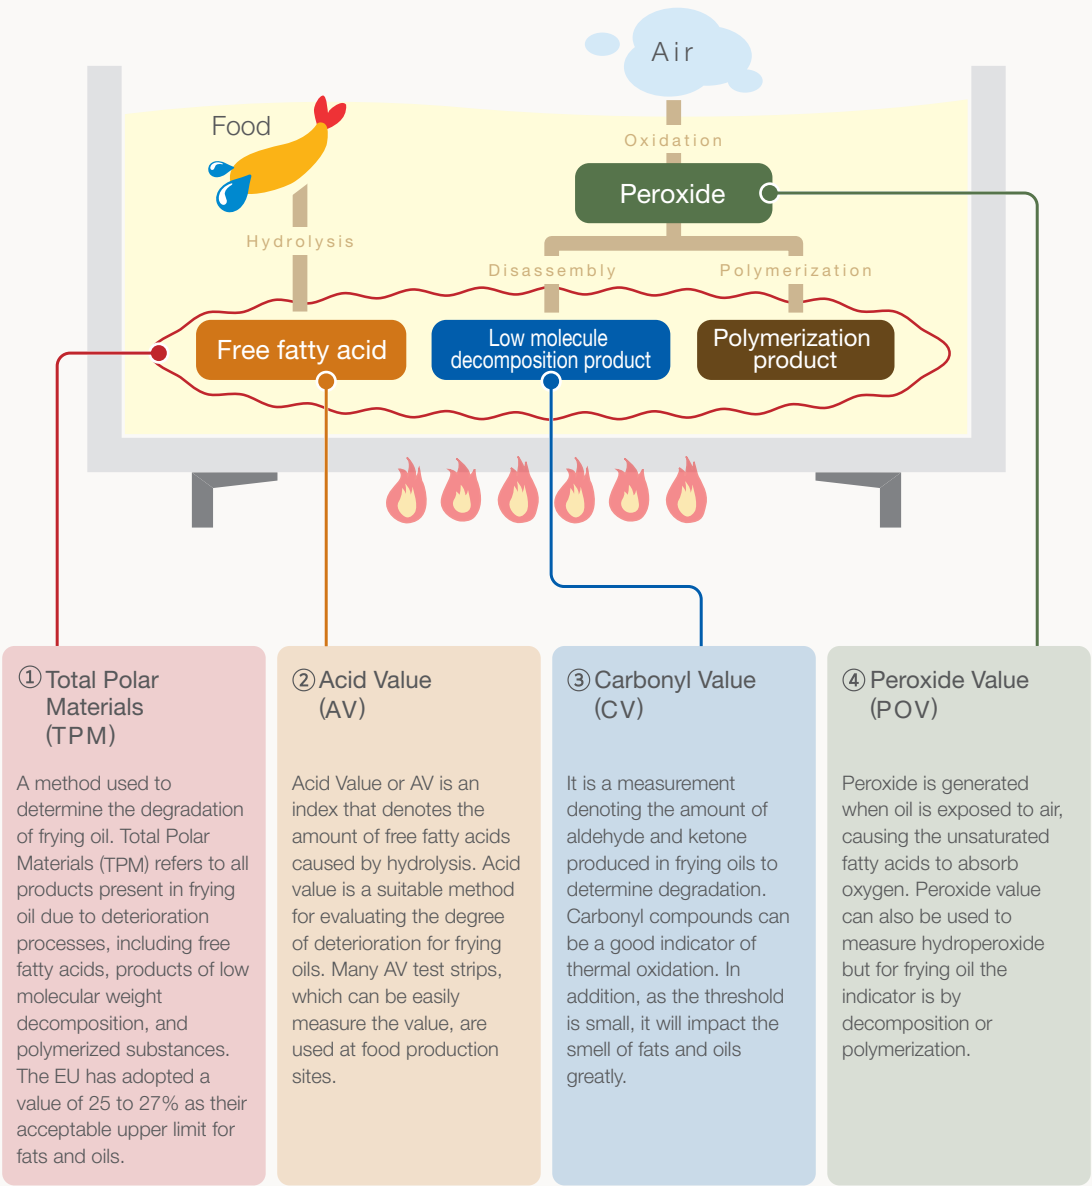 Air
Food
Oxidation
Peroxide
Hydrolysis
Disassembly
Polymerization
Free fatty acid
Low molecule
decomposition product
Polymerization
product
① Total Polar
Materials
(TPM)
A method used to
determine the degradation
of frying oil. Total Polar
Materials (TPM) refers to all
products present in frying
oil due to deterioration
processes, including free
fatty acids, products of low
molecular weight
decomposition, and
polymerized substances.
The EU has adopted a
value of 25 to 27% as their
acceptable upper limit for
fats and oils.
② Acid Value
(AV)
Acid Value or AV is an
index that denotes the
amount of free fatty acids
caused by hydrolysis. Acid
value is a suitable method
for evaluating the degree
of deterioration for frying
oils. Many AV test strips,
which can be easily
measure the value, are
used at food production
sites.
③ Carbonyl Value
(CV)
It is a measurement
denoting the amount of
aldehyde and ketone
produced in frying oils to
determine degradation.
Carbonyl compounds can
be a good indicator of
thermal oxidation. In
addition, as the threshold
is small, it will impact the
smell of fats and oils
greatly.
④ Peroxide Value
(POV)
Peroxide is generated
when oil is exposed to air,
causing the unsaturated
fatty acids to absorb
oxygen. Peroxide value
can also be used to
measure hydroperoxide
but for frying oil the
indicator is by
decomposition or
polymerization.